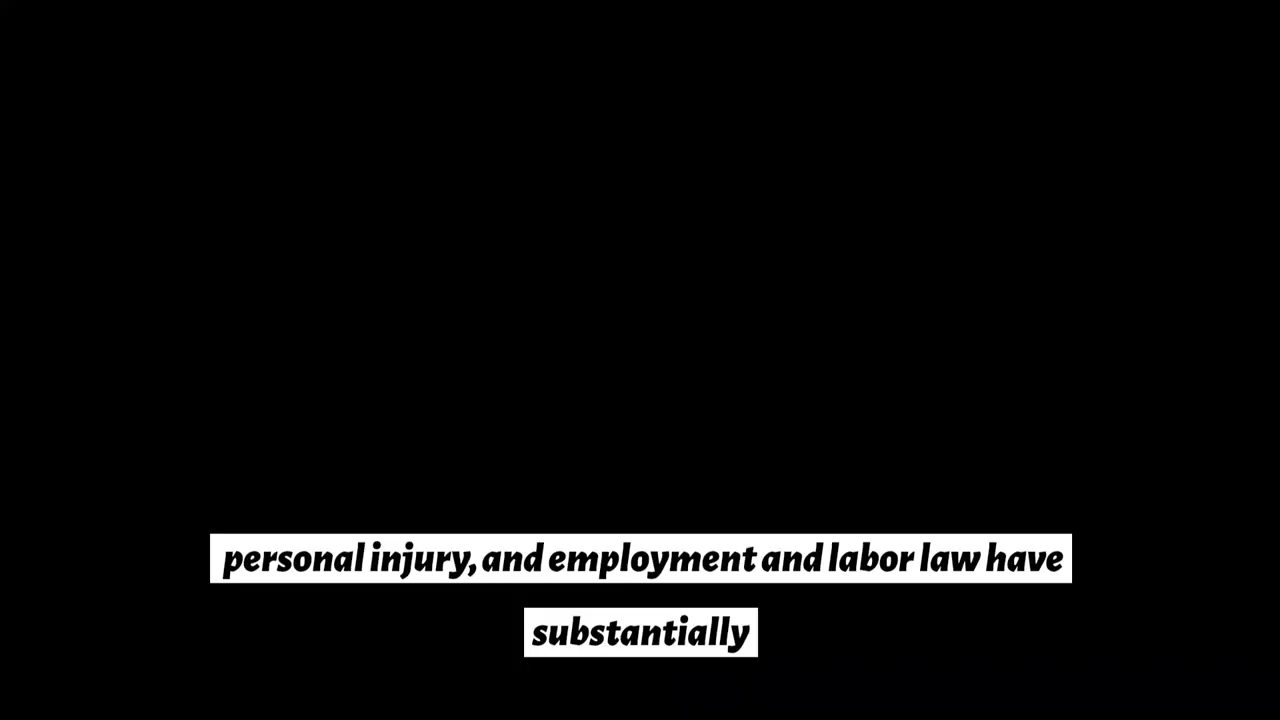 personal injury, and employment and labor law have
substantially